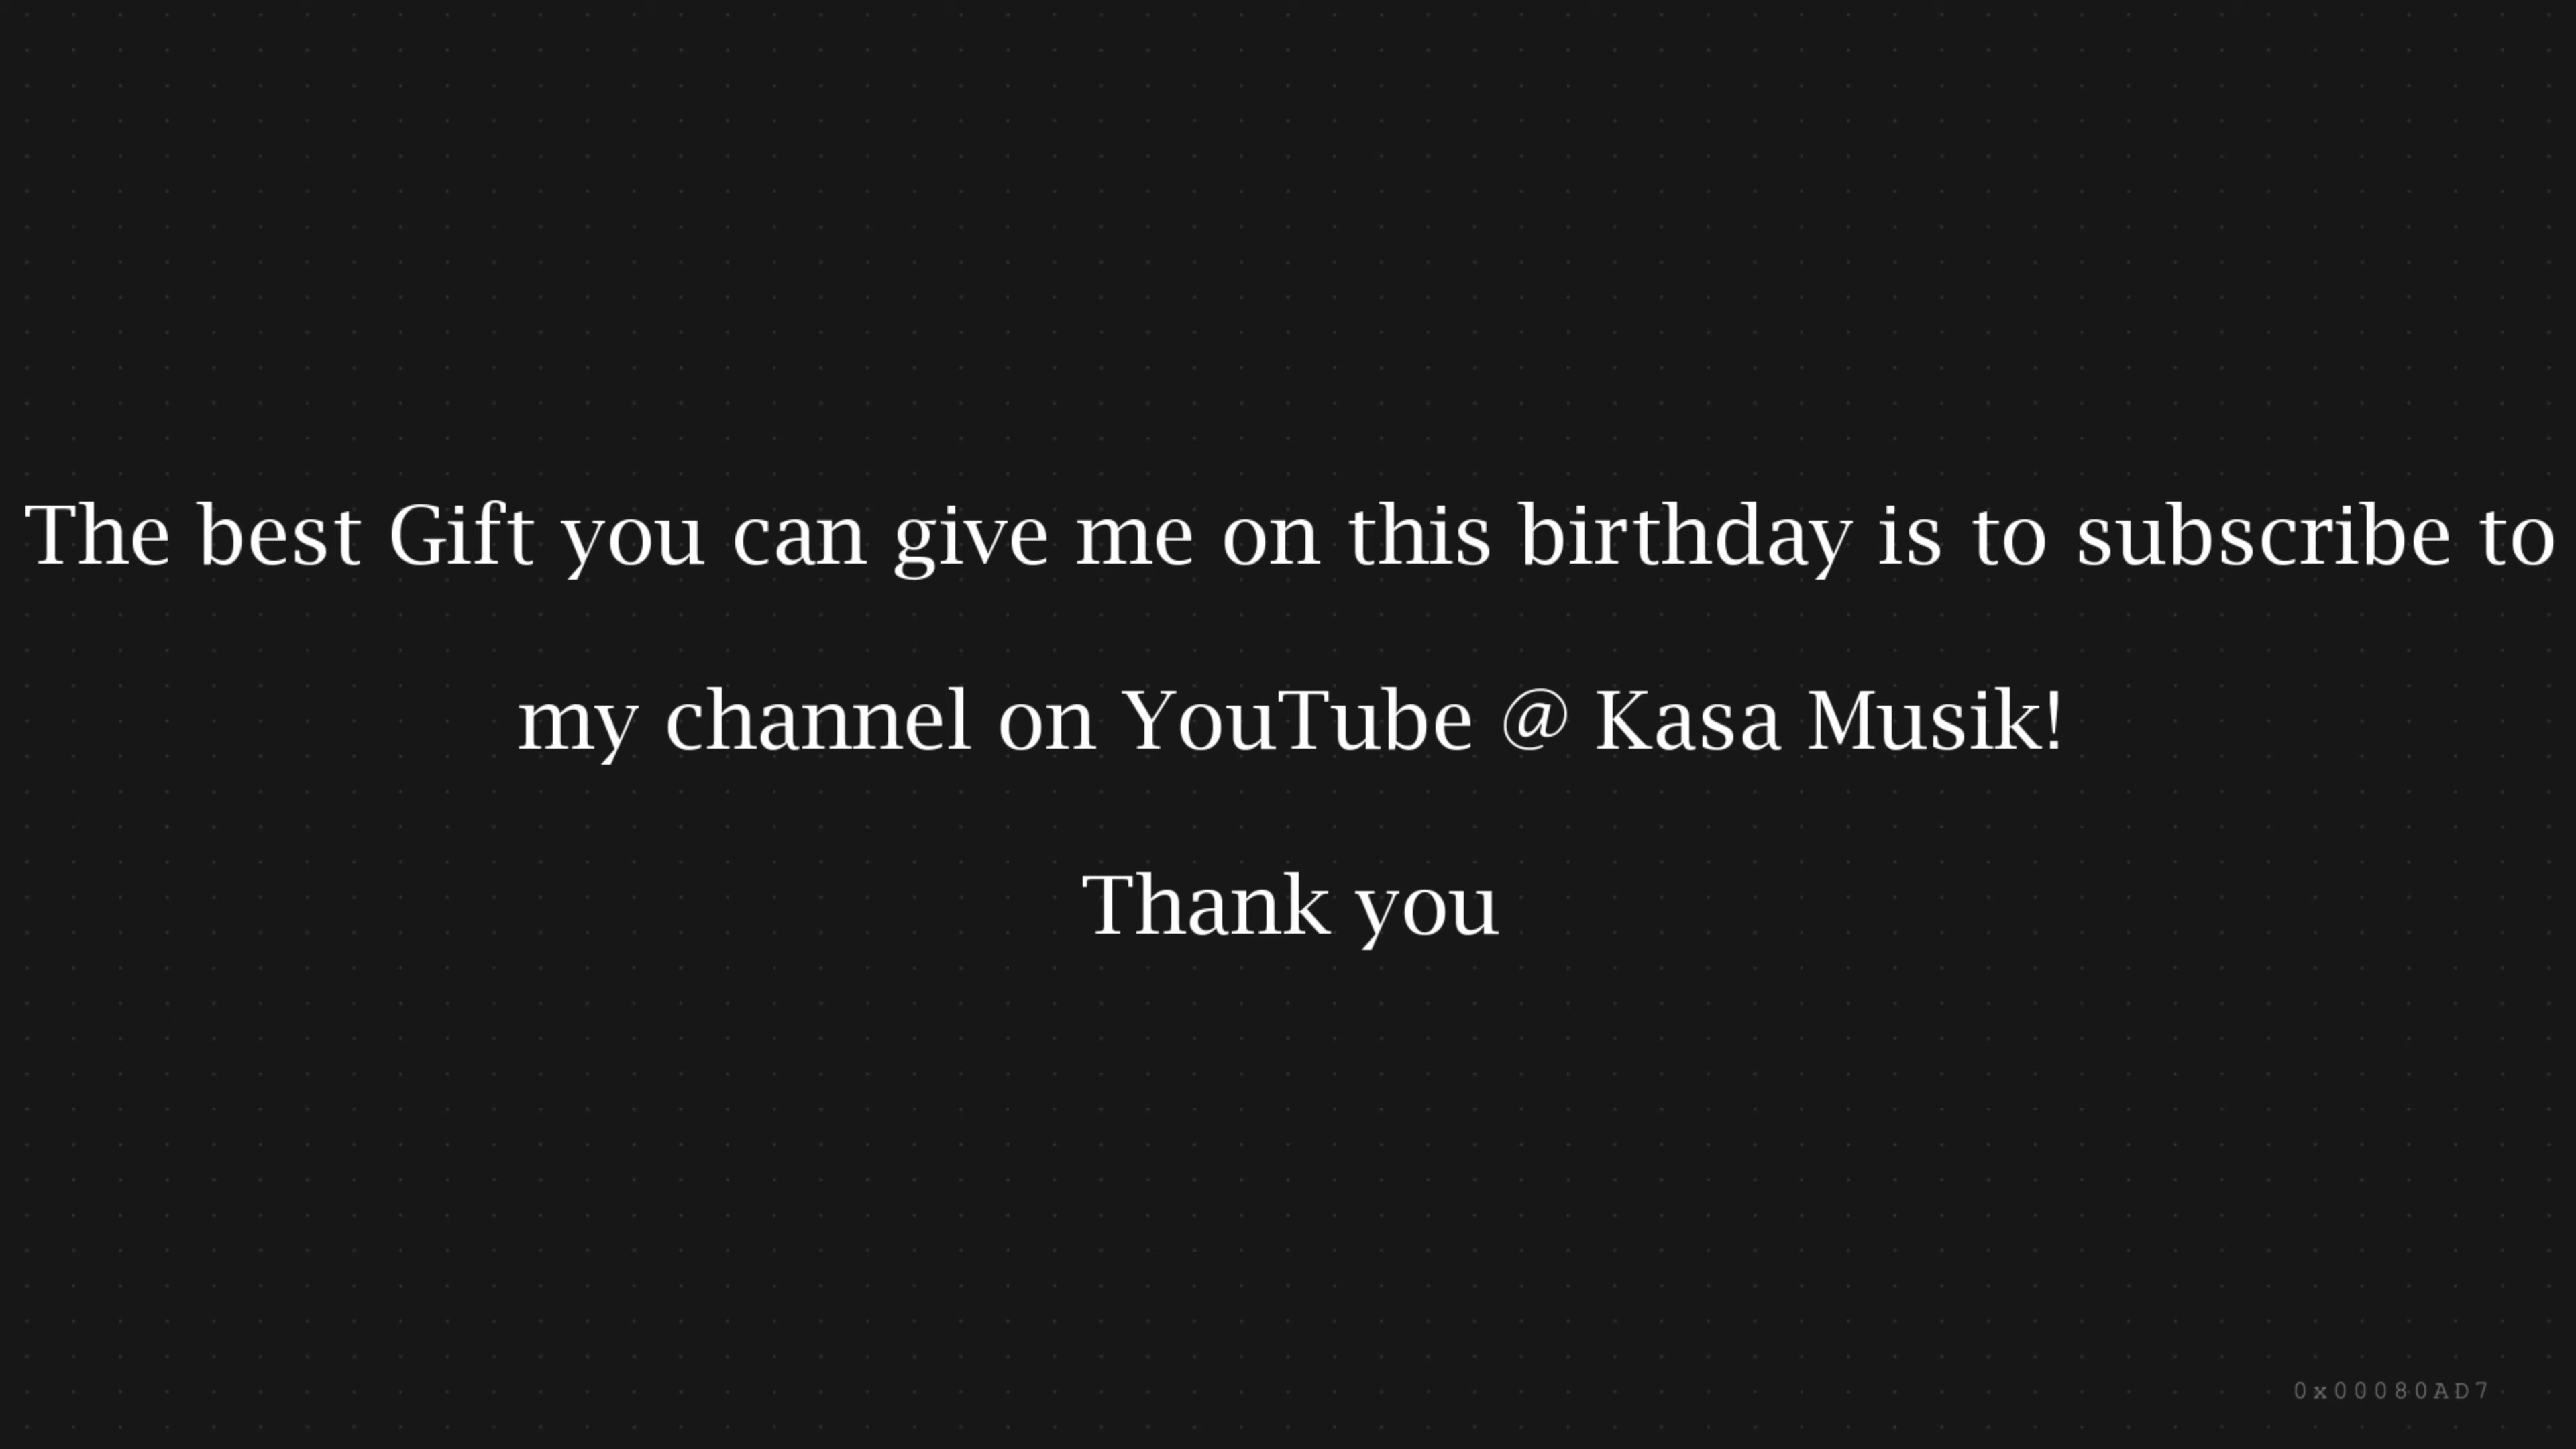 The best Gift you can give me on this birthday is to subscribe to
my channel on YouTube @ Kasa Musik!
Thank you
0x00080AD7